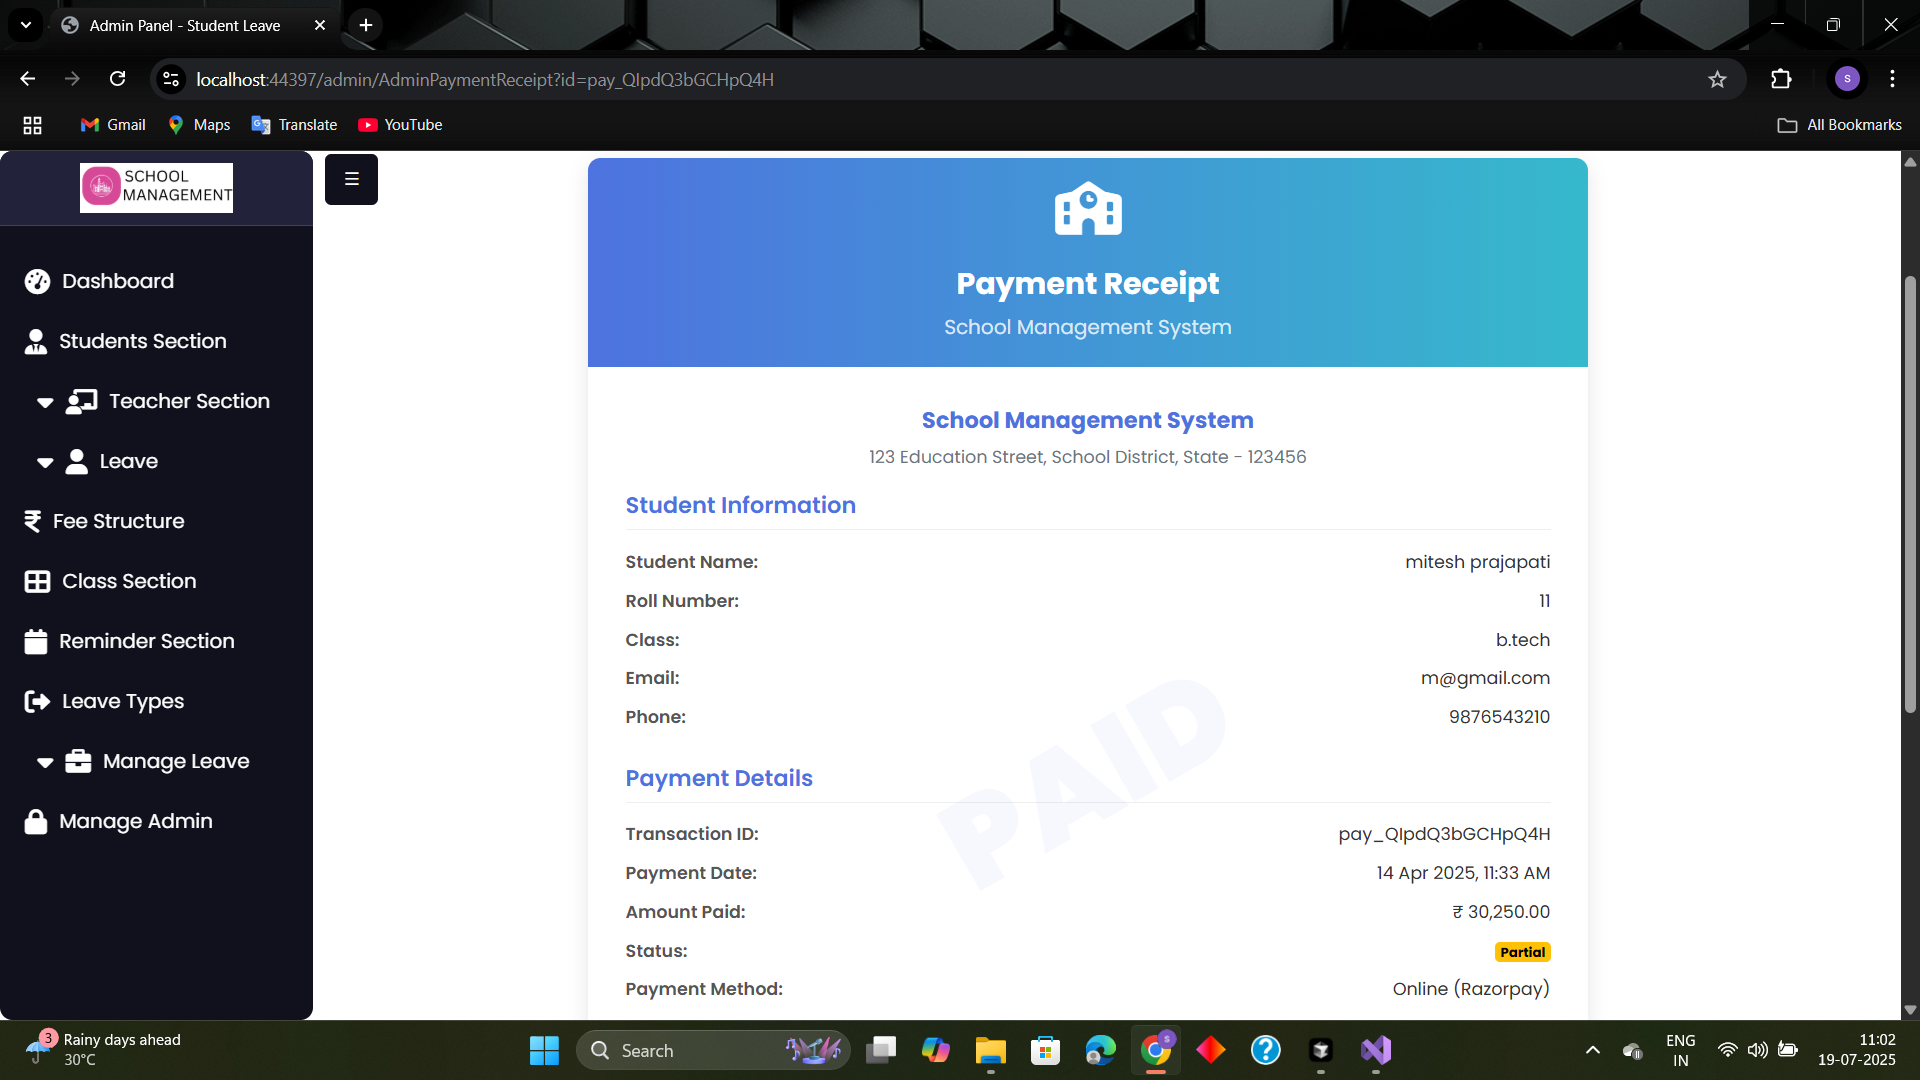 Admin Panel - Student Leave
localhost:44397/admin/AdminPaymentReceipt?id=pay_QIpdQ3bGCHpQ4H
S
Gmail
Maps
Translate
YouTube
All Bookmarks
SCHOOL
MANAGEMENT
Dashboard
Students Section
Teacher Section
Leave
Fee Structure
Class Section
Reminder Section
Leave Types
Manage Leave
Manage Admin
Payment Receipt
School Management System
School Management System
123 Education Street, School District, State - 123456
Student Information
Student Name: mitesh prajapati
Roll Number: 11
Class: b.tech
Email: m@gmail.com
Phone: 9876543210
PAID
Payment Details
Transaction ID: pay_QIpdQ3bGCHpQ4H
Payment Date: 14 Apr 2025, 11:33 AM
Amount Paid: ₹ 30,250.00
Status: Partial
Payment Method: Online (Razorpay)
3
Rainy days ahead
30°C
Search
S
ENG
IN
11:02
19-07-2025